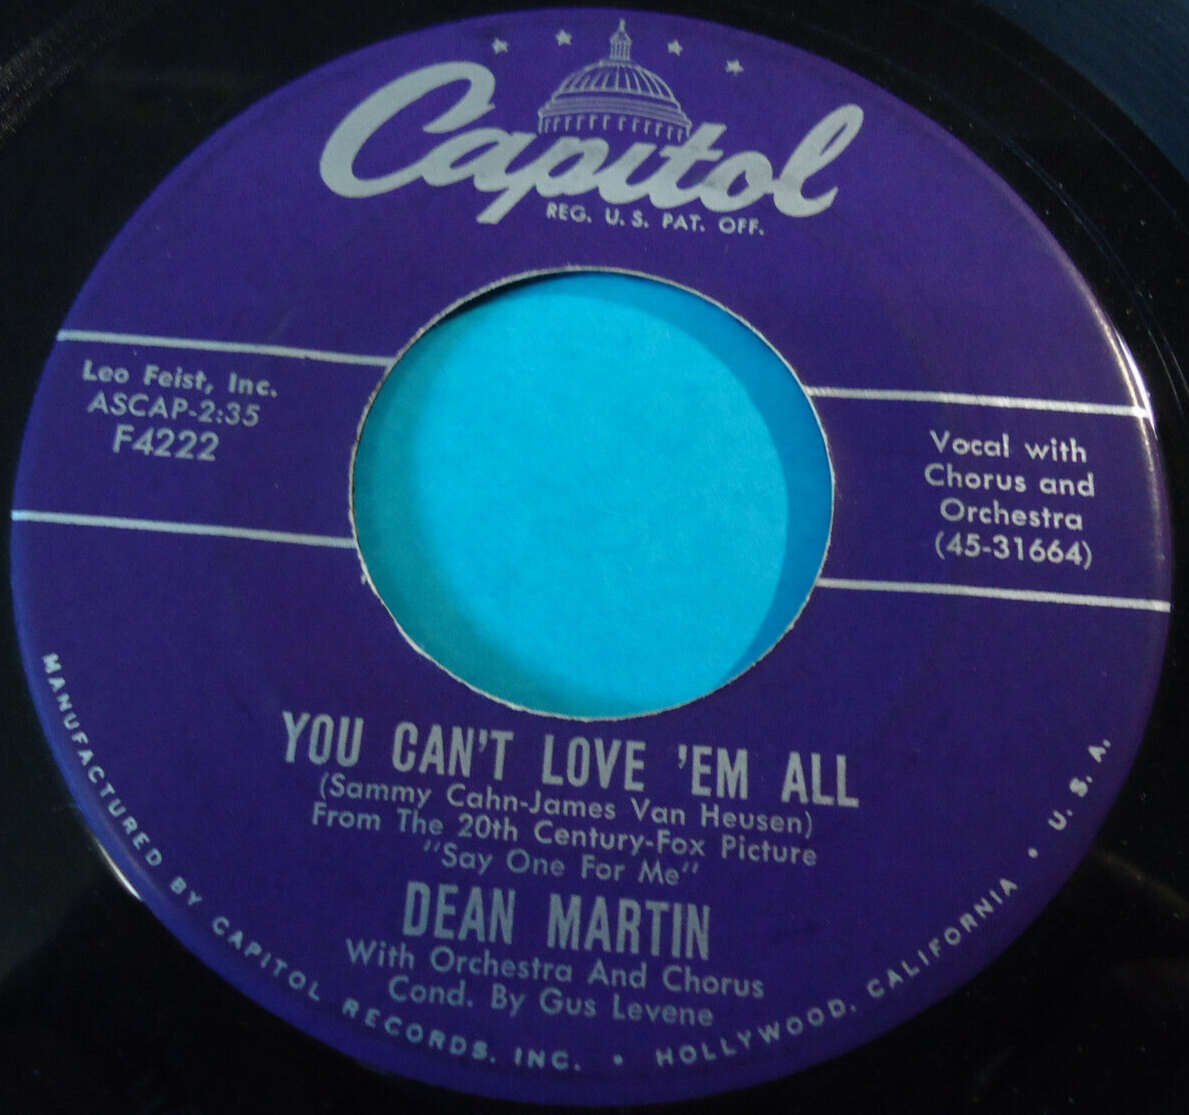 Capitol
REG. U.S. PAT. OFF.
Leo Feist, Inc.
ASCAP-2:35
F4222
Vocal with
Chorus and
Orchestra
(45-31664)
YOU CAN'T LOVE 'EM ALL
(Sammy Cahn-James Van Heusen)
From The 20th Century-Fox Picture
"Say One For Me"
DEAN MARTIN
With Orchestra And Chorus
Cond. By Gus Levene
MANUFACTURED BY CAPITOL RECORDS, INC. • HOLLYWOOD, CALIFORNIA • U.S.A.